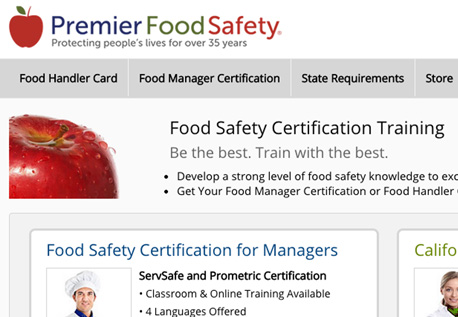 Premier Food Safety®
Protecting people's lives for over 35 years
Food Handler Card Food Manager Certification State Requirements Store
Food Safety Certification Training
Be the best. Train with the best.
• Develop a strong level of food safety knowledge to exc
• Get Your Food Manager Certification or Food Handler
Food Safety Certification for Managers
ServSafe and Prometric Certification
• Classroom & Online Training Available
• 4 Languages Offered
Califo